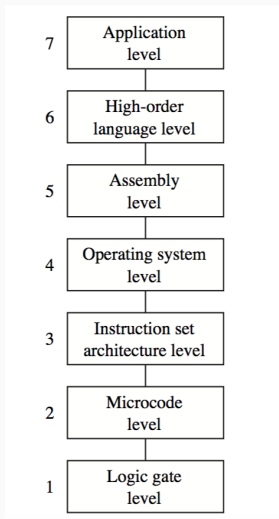 7 Application
level
6 High-order
language level
5 Assembly
level
4 Operating system
level
3 Instruction set
architecture level
2 Microcode
level
1 Logic gate
level